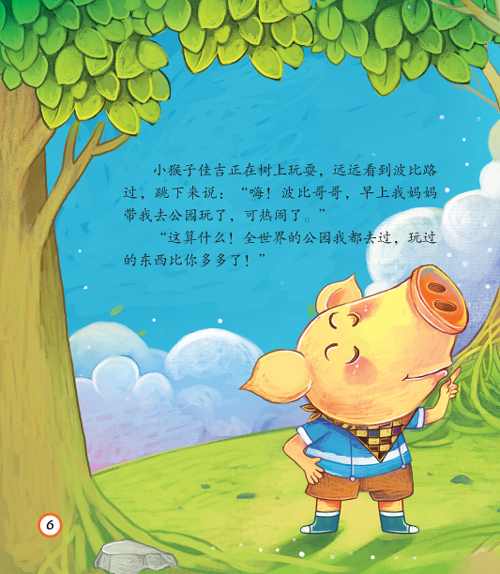 小猴子佳吉正在树上玩耍，远远看到波比路
过，跳下来说：“嗨！波比哥哥，早上我妈妈
带我去公园玩了，可热闹了。”
“这算什么！全世界的公园我都去过，玩过
的东西比你多多了！”
6